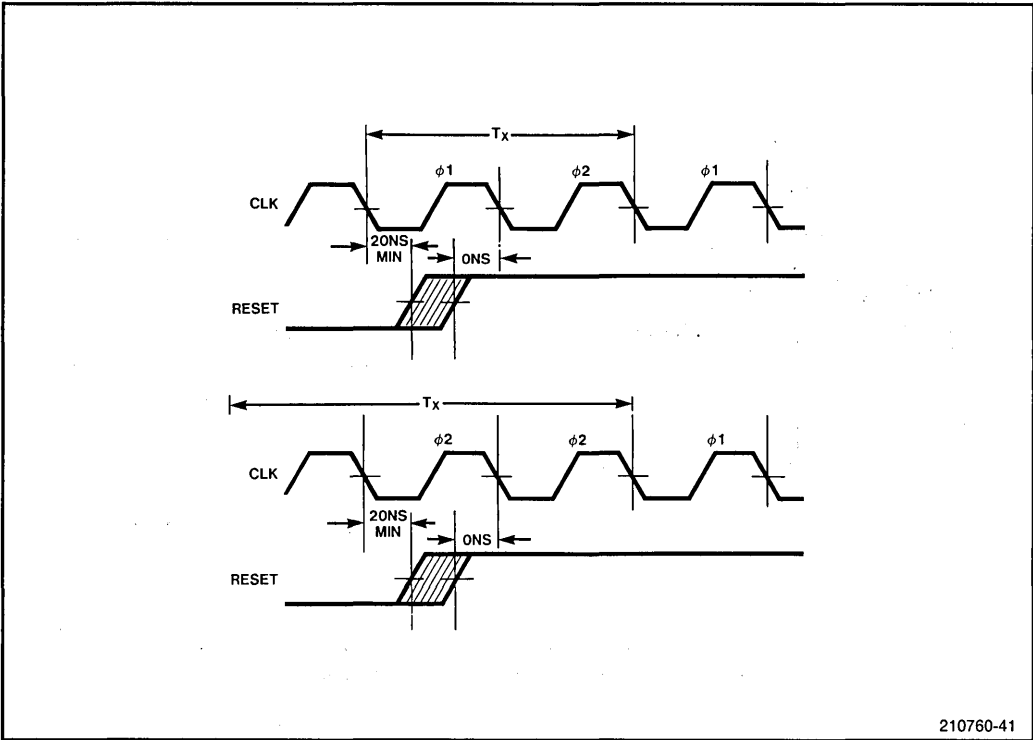 Tx
φ1 φ2 φ1
CLK
20NS
MIN
0NS
RESET
Tx
φ2 φ2 φ1
CLK
20NS
MIN
0NS
RESET
210760-41